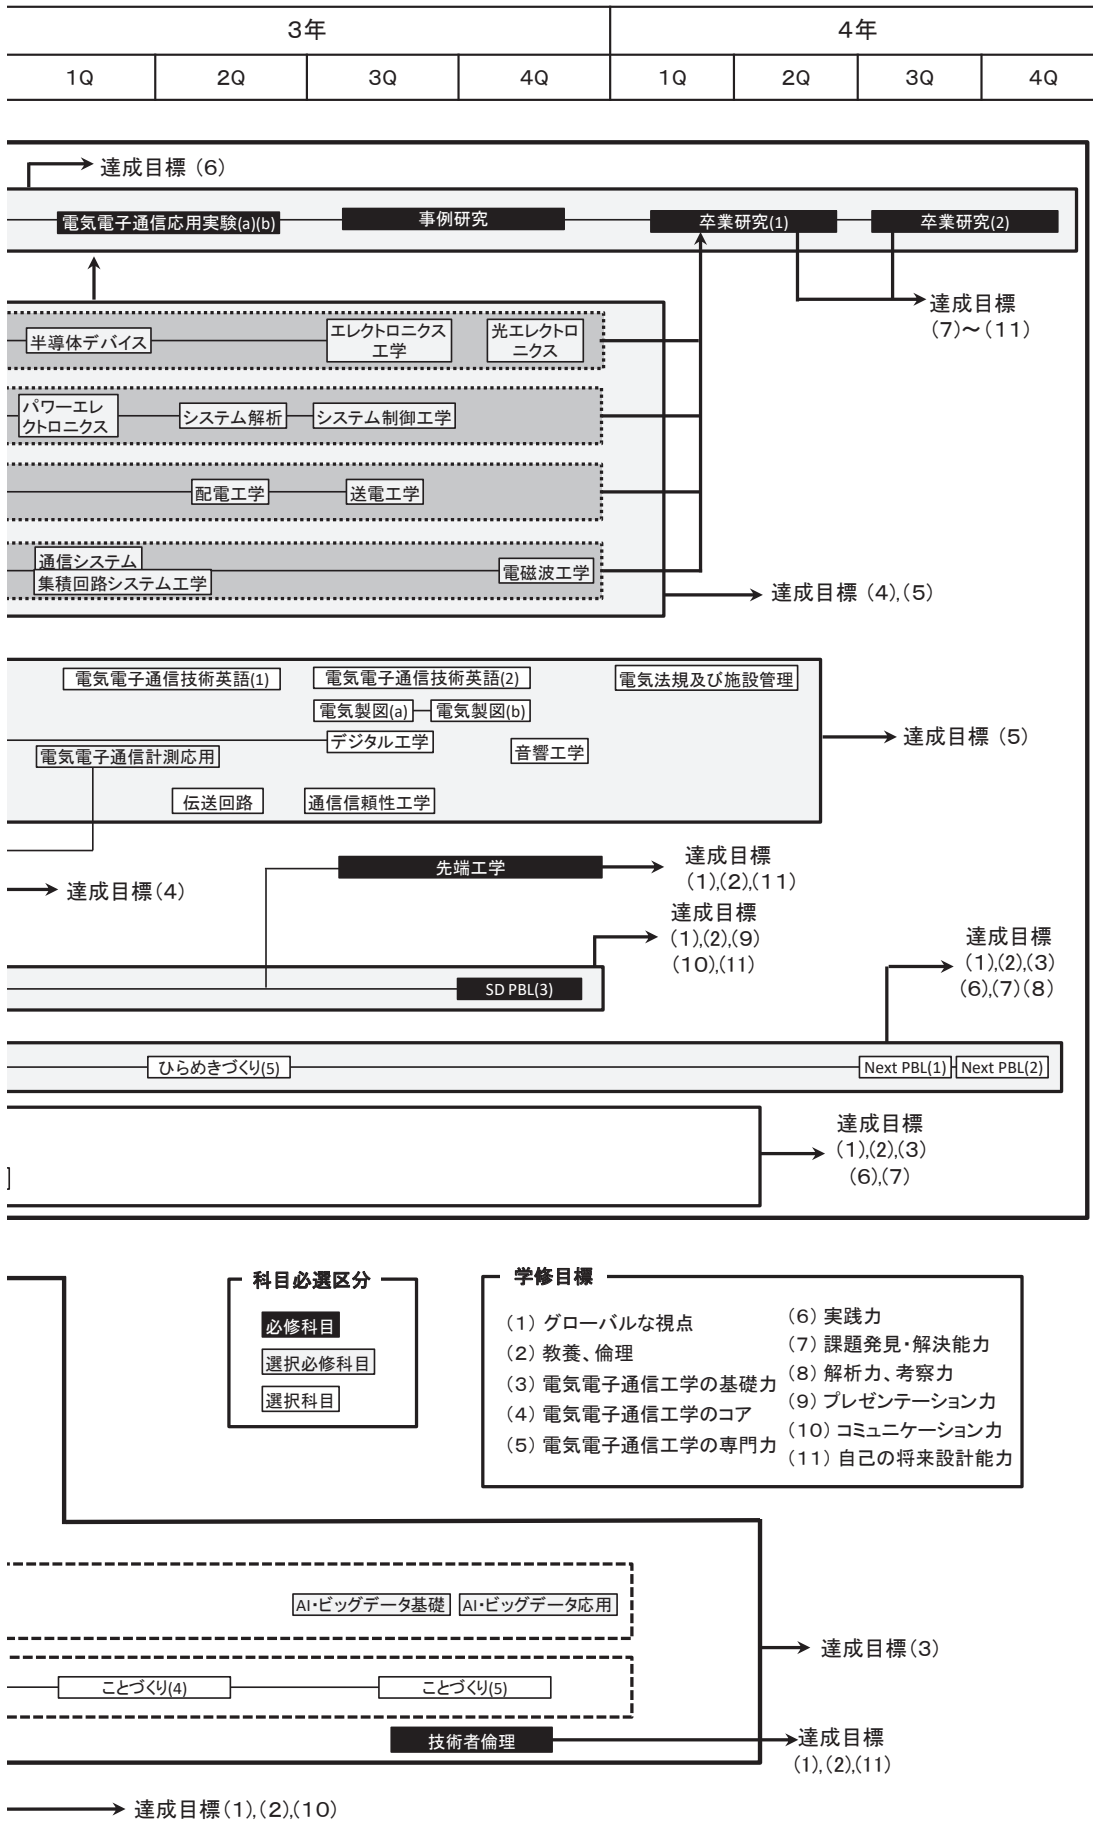 3年
4年
1Q
2Q
3Q
4Q
1Q
2Q
3Q
4Q
達成目標（6）
電気電子通信応用実験(a)(b)
事例研究
卒業研究(1)
卒業研究(2)
達成目標
(7)～(11)
半導体デバイス
エレクトロニクス
工学
光エレクトロ
ニクス
パワーエレ
クトロニクス
システム解析
システム制御工学
配電工学
送電工学
通信システム
集積回路システム工学
電磁波工学
達成目標（4），（5）
電気電子通信技術英語(1)
電気電子通信技術英語(2)
電気法規及び施設管理
電気製図(a)
電気製図(b)
デジタル工学
電気電子通信計測応用
音響工学
達成目標（5）
伝送回路
通信信頼性工学
先端工学
達成目標
(1),(2),(11)
達成目標(4)
達成目標
(1),(2),(9)
(10),(11)
SD PBL(3)
達成目標
(1),(2),(3)
(6),(7)(8)
ひらめきづくり(5)
Next PBL(1)
Next PBL(2)
達成目標
(1),(2),(3)
(6),(7)
科目必選区分
必修科目
選択必修科目
選択科目
学修目標
（1）グローバルな視点
（2）教養、倫理
（3）電気電子通信工学の基礎力
（4）電気電子通信工学のコア
（5）電気電子通信工学の専門力
（6）実践力
（7）課題発見・解決能力
（8）解析力、考察力
（9）プレゼンテーション力
（10）コミュニケーション力
（11）自己の将来設計能力
AI・ビッグデータ基礎
AI・ビッグデータ応用
達成目標(3)
ことづくり(4)
ことづくり(5)
技術者倫理
達成目標
(1),(2),(11)
達成目標(1),(2),(10)